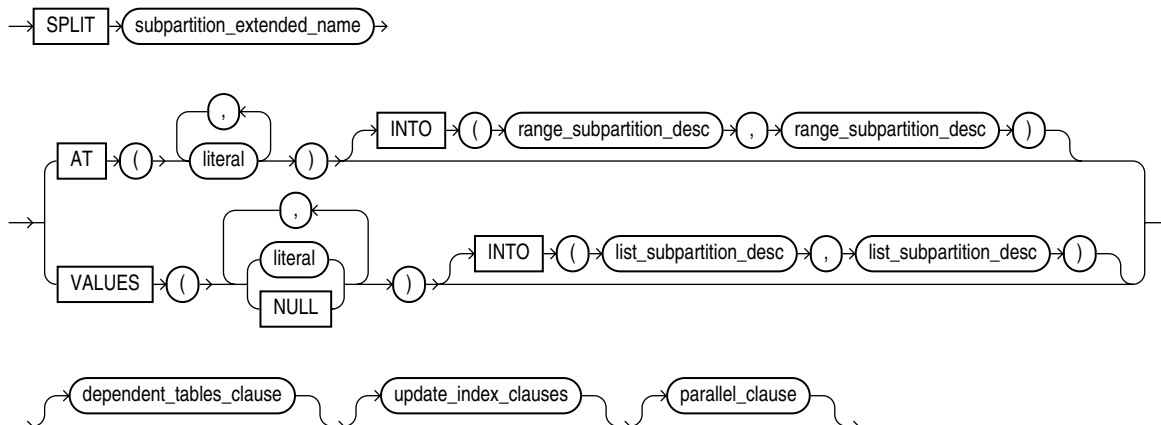 SPLIT subpartition_extended_name
,
INTO ( range_subpartition_desc , range_subpartition_desc )
AT ( literal )
,
literal
INTO ( list_subpartition_desc , list_subpartition_desc )
VALUES ( )
NULL
dependent_tables_clause update_index_clauses parallel_clause